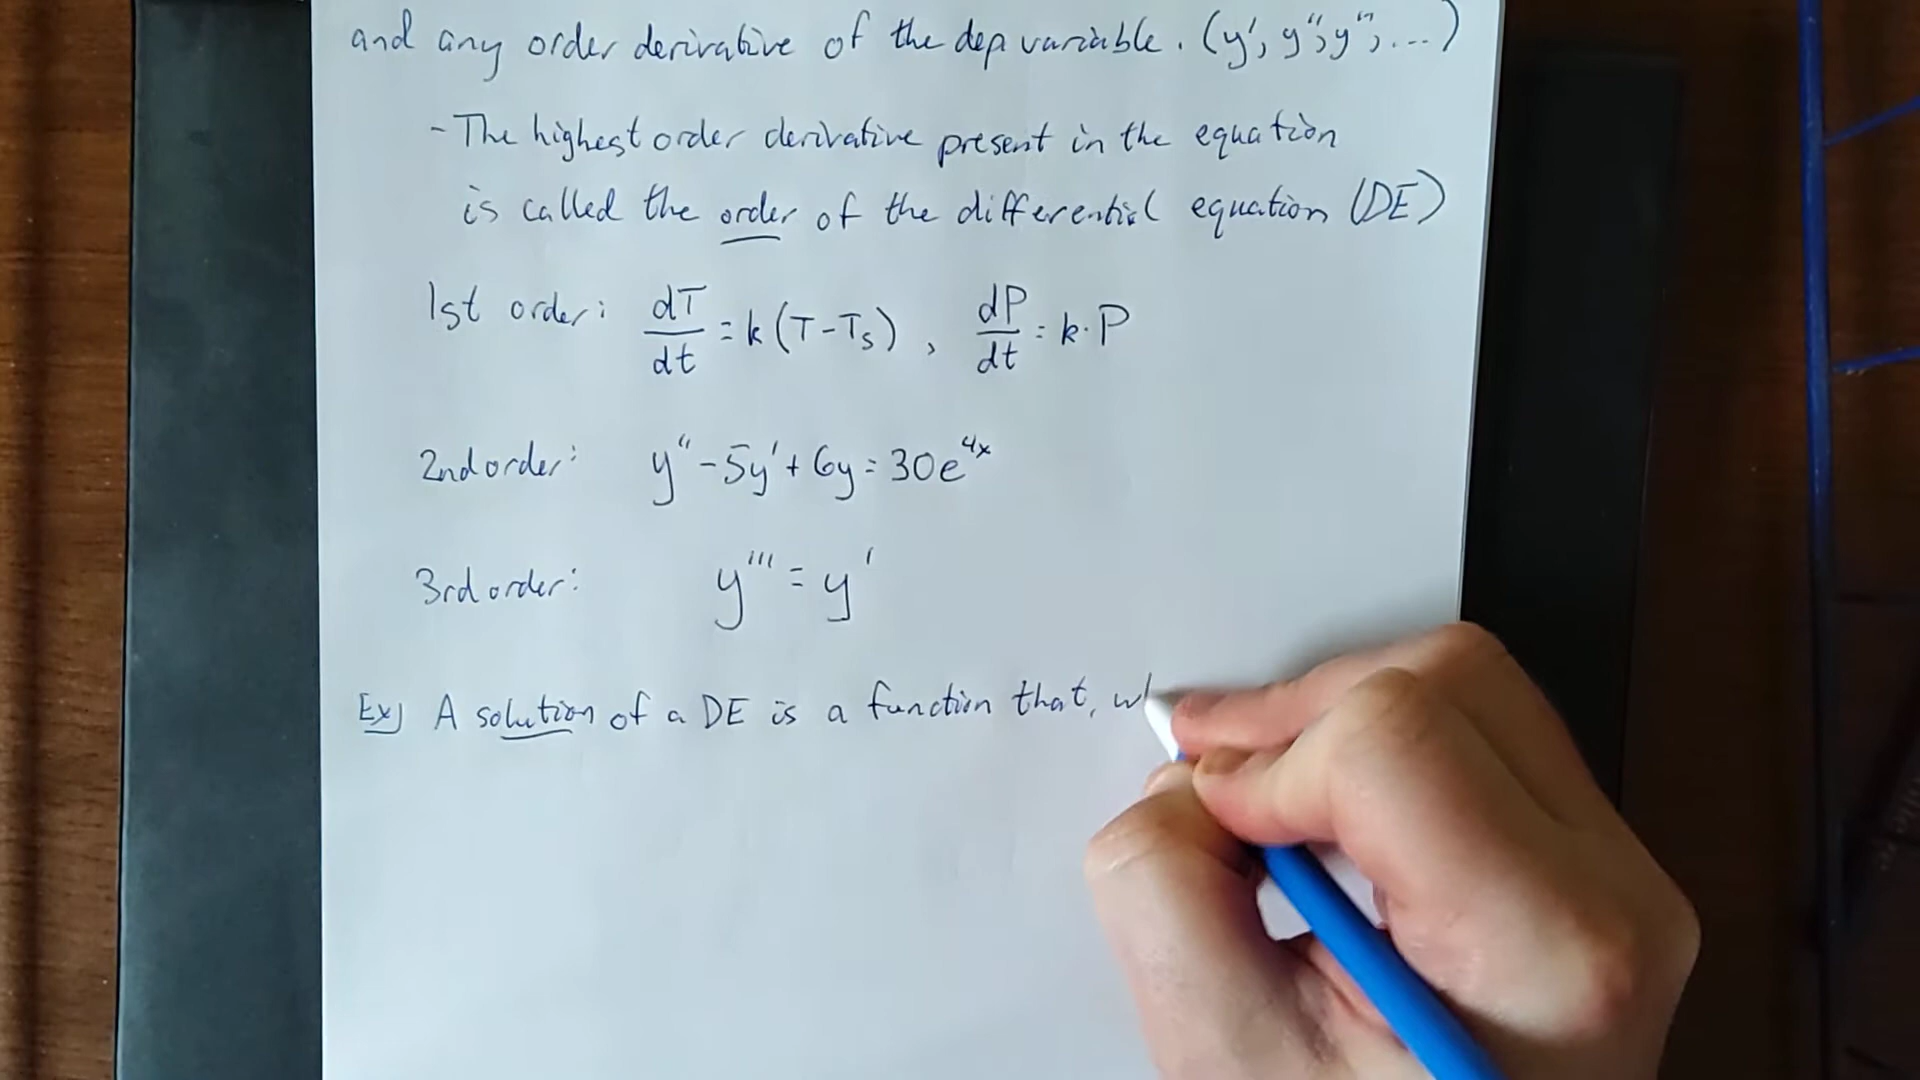 and any order derivative of the dep variable. (y', y'', y''', ...)
- The highest order derivative present in the equation
is called the order of the differential equation (DE)
1st order: dT/dt = k(T-Ts), dP/dt = k·P
2nd order: y'' - 5y' + 6y = 30e^4x
3rd order: y''' = y'
Ex) A solution of a DE is a function that, wh